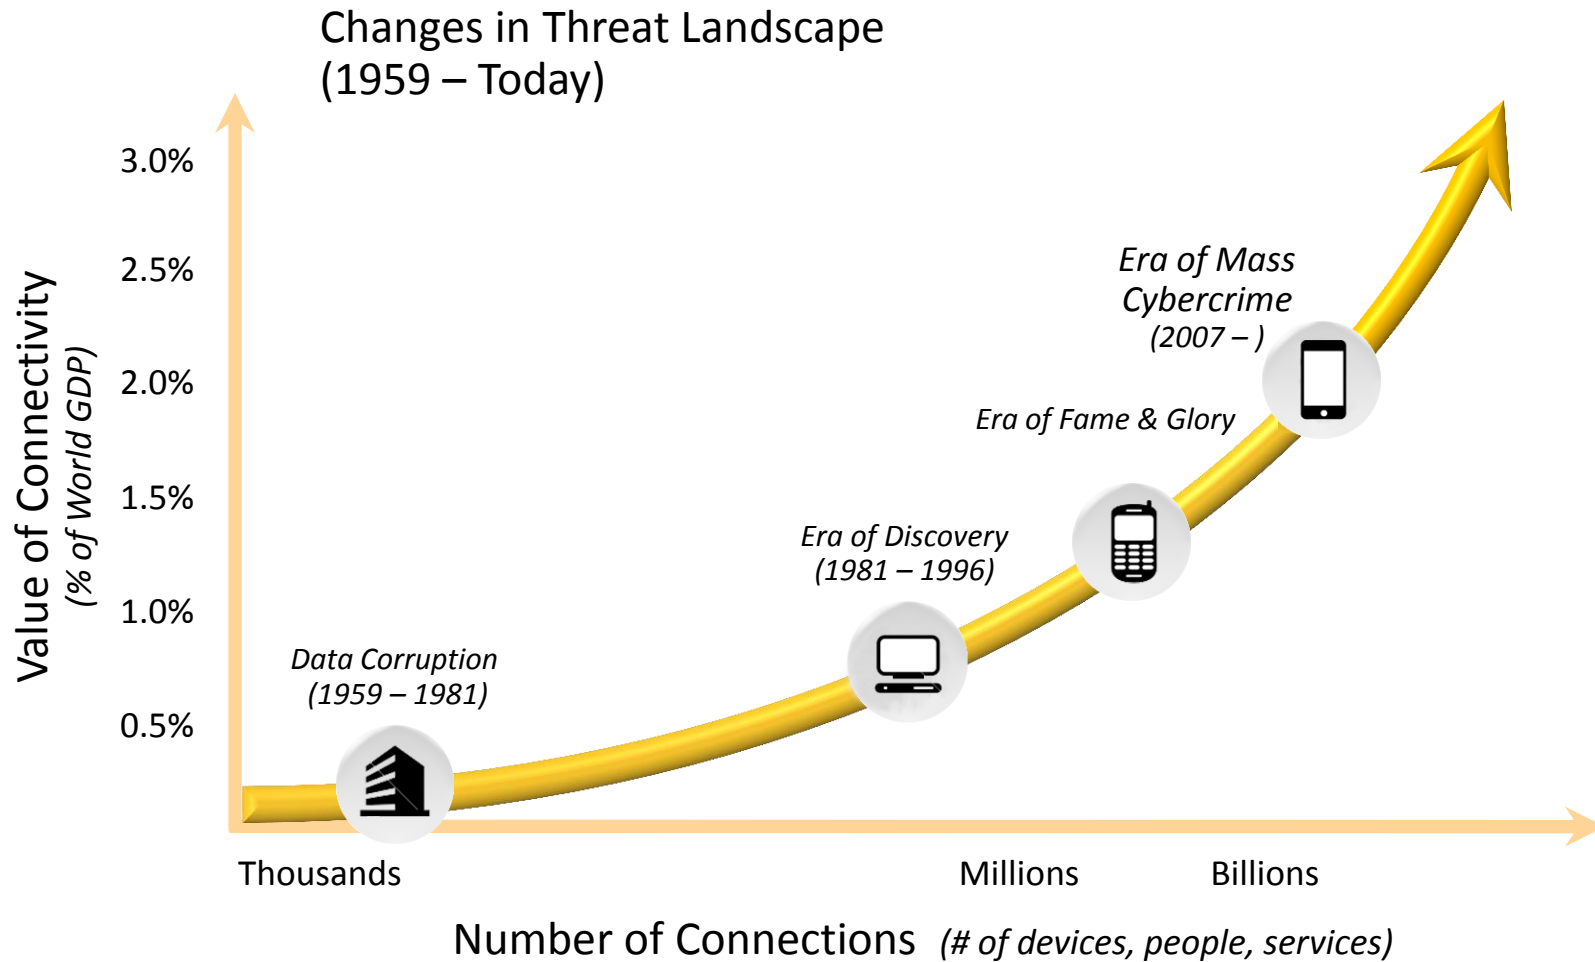 Changes in Threat Landscape
(1959 – Today)
3.0%
2.5%
2.0%
1.5%
1.0%
0.5%
Value of Connectivity
(% of World GDP)
Era of Mass
Cybercrime
(2007 – )
Era of Fame & Glory
Era of Discovery
(1981 – 1996)
Data Corruption
(1959 – 1981)
Thousands
Millions
Billions
Number of Connections (# of devices, people, services)